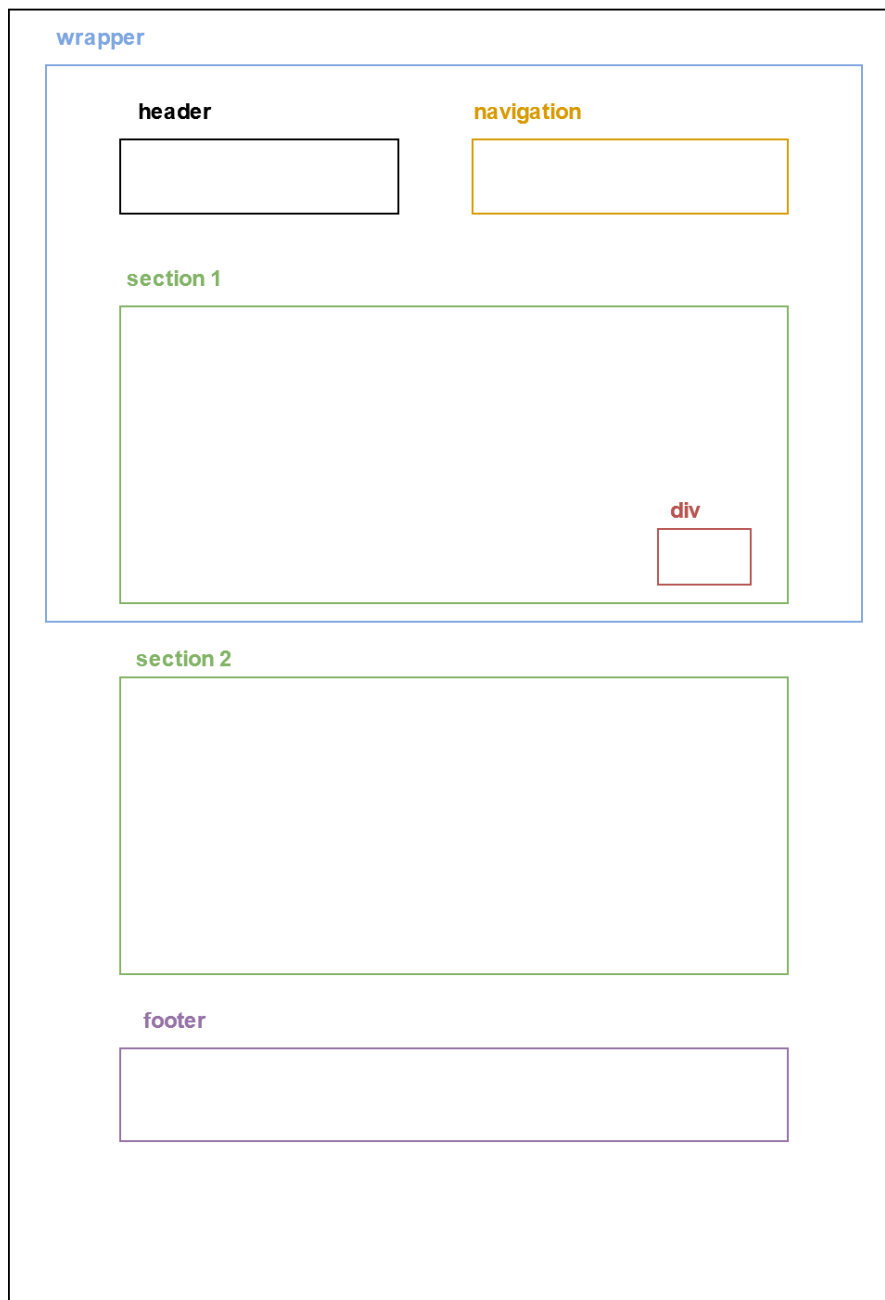 wrapper
header
navigation
section 1
div
section 2
footer